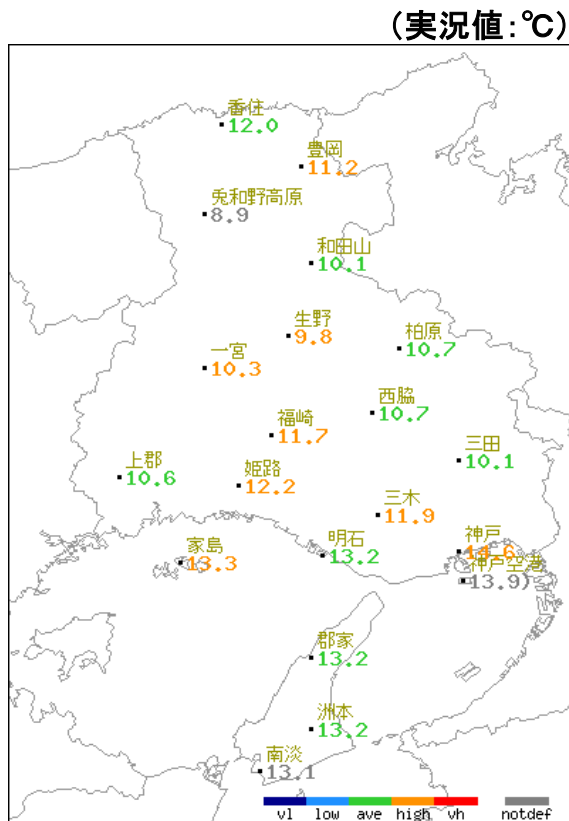 (実況値:℃)
香住
12.0
豊岡
11.2
兎和野高原
8.9
和田山
10.1
生野
9.8
柏原
10.7
一宮
10.3
西脇
10.7
福崎
11.7
三田
10.1
上郡
10.6
姫路
12.2
三木
11.9
神戸
14.6
明石
13.2
家島
13.3
神戸空港
13.9)
郡家
13.2
洲本
13.2
南淡
13.1
vl low ave high vh notdef